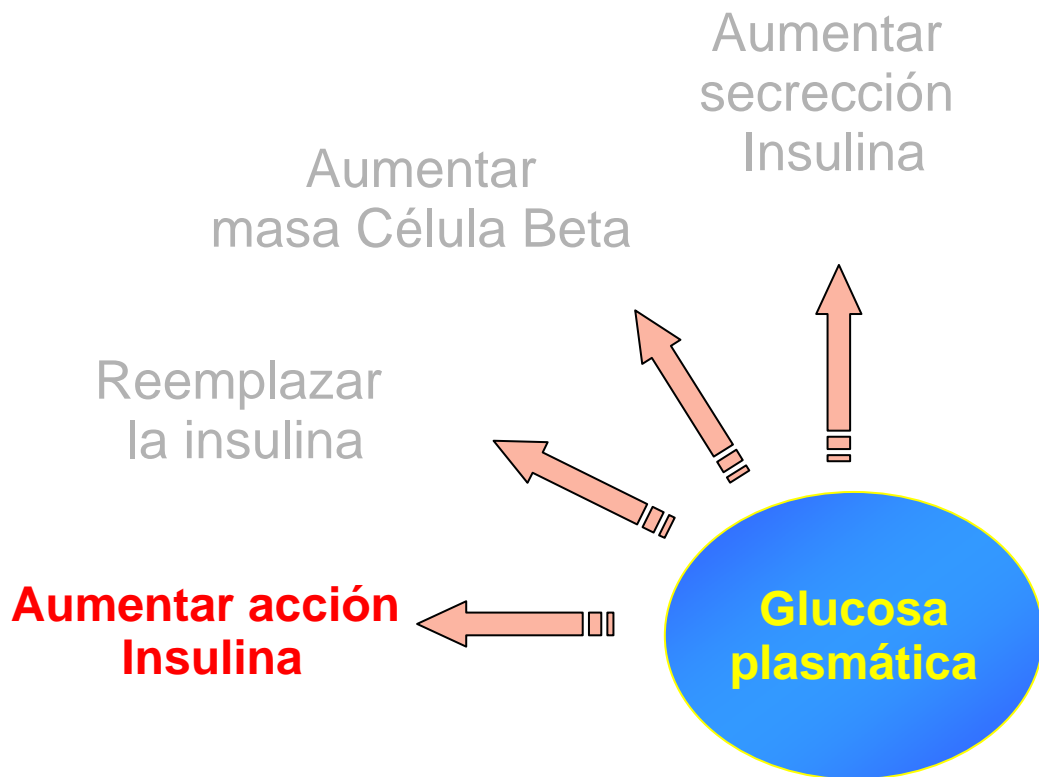 Aumentar
secrección
Insulina
Aumentar
masa Célula Beta
Reemplazar
la insulina
Aumentar acción
Insulina
Glucosa
plasmática